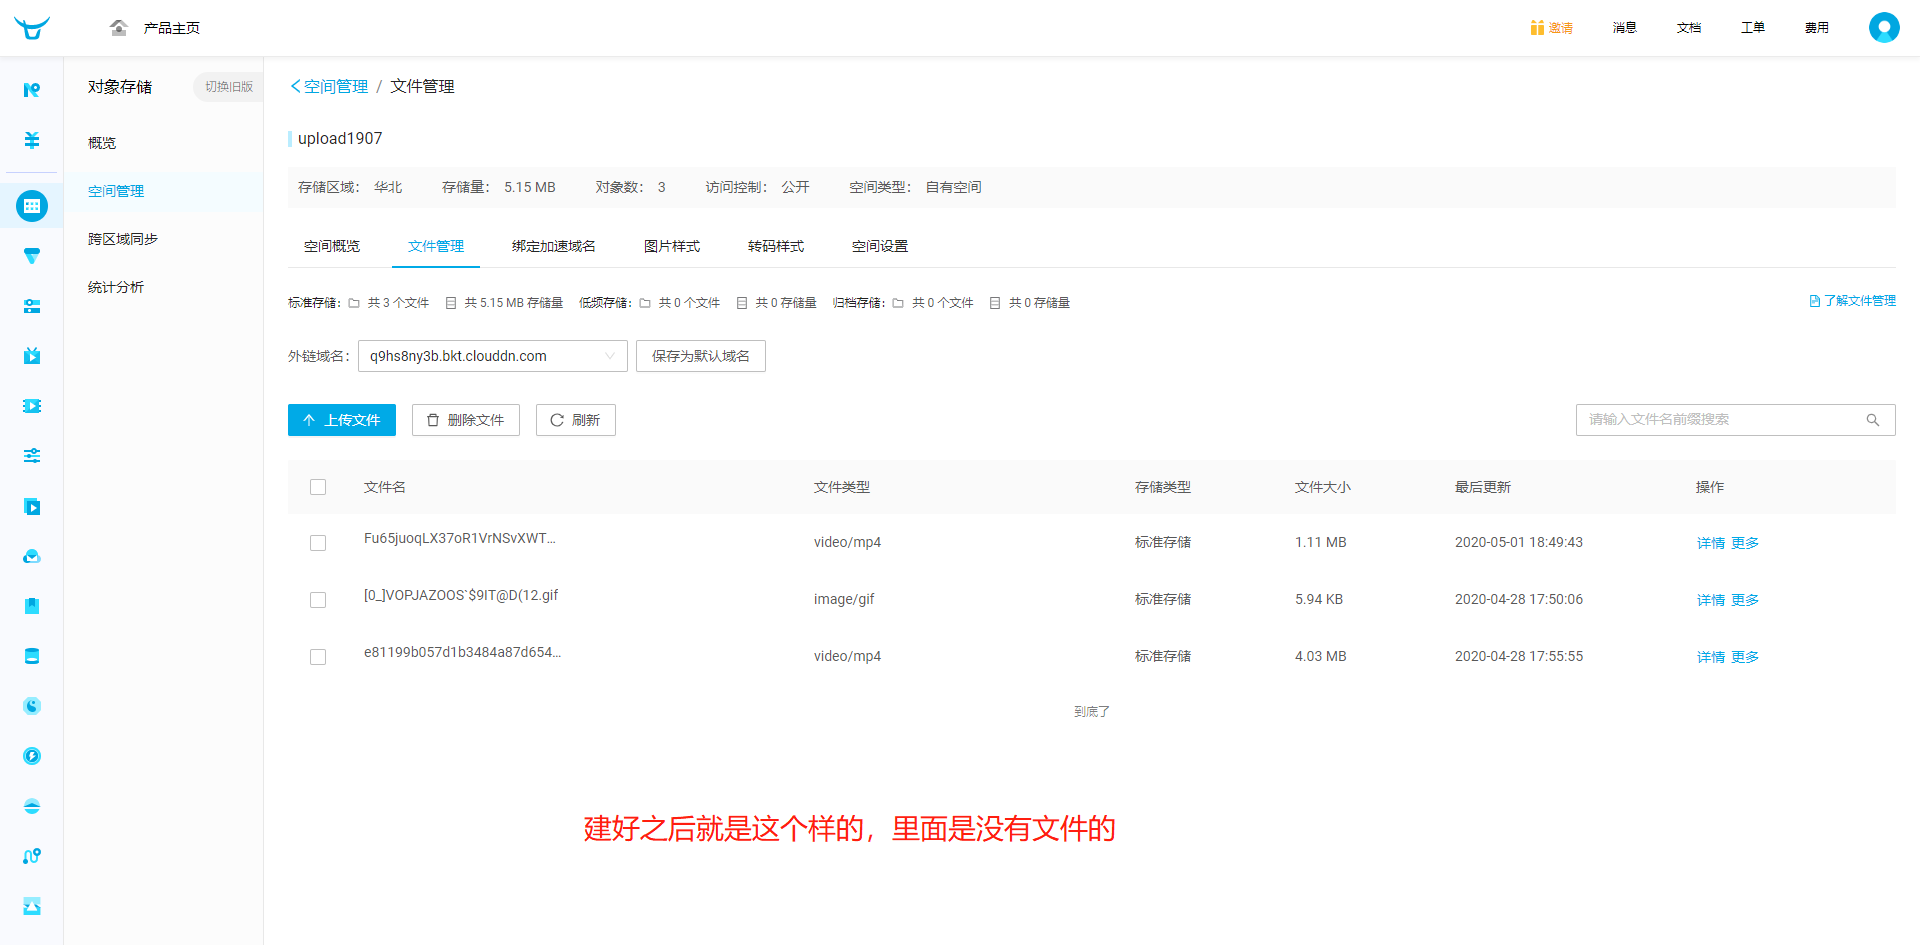 产品主页
邀请
消息
文档
工单
费用
对象存储
切换旧版
概览
空间管理
跨区域同步
统计分析
空间管理 / 文件管理
upload1907
存储区域： 华北 存储量： 5.15 MB 对象数： 3 访问控制： 公开 空间类型： 自有空间
空间概览 文件管理 绑定加速域名 图片样式 转码样式 空间设置
标准存储: 共 3 个文件 共 5.15 MB 存储量 低频存储: 共 0 个文件 共 0 存储量 归档存储: 共 0 个文件 共 0 存储量
了解文件管理
外链域名: q9hs8ny3b.bkt.clouddn.com 保存为默认域名
上传文件 删除文件 刷新
请输入文件名前缀搜索
文件名 文件类型 存储类型 文件大小 最后更新 操作
Fu65juoqLX37oR1VrNSvXWT... video/mp4 标准存储 1.11 MB 2020-05-01 18:49:43 详情 更多
[0_]VOPJAZOOS`$9IT@D(12.gif image/gif 标准存储 5.94 KB 2020-04-28 17:50:06 详情 更多
e81199b057d1b3484a87d654... video/mp4 标准存储 4.03 MB 2020-04-28 17:55:55 详情 更多
到底了
建好之后就是这个样的，里面是没有文件的